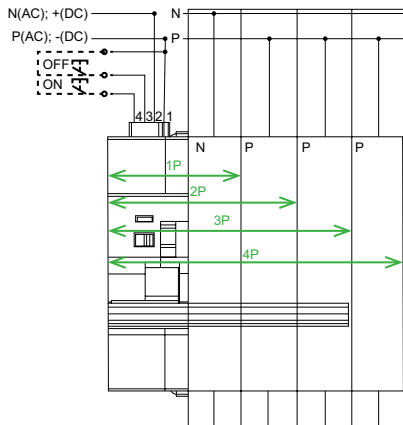 N(AC); +(DC) N
P(AC); -(DC) P
OFF
ON
4 3 2 1
N P P P
1P
2P
3P
4P